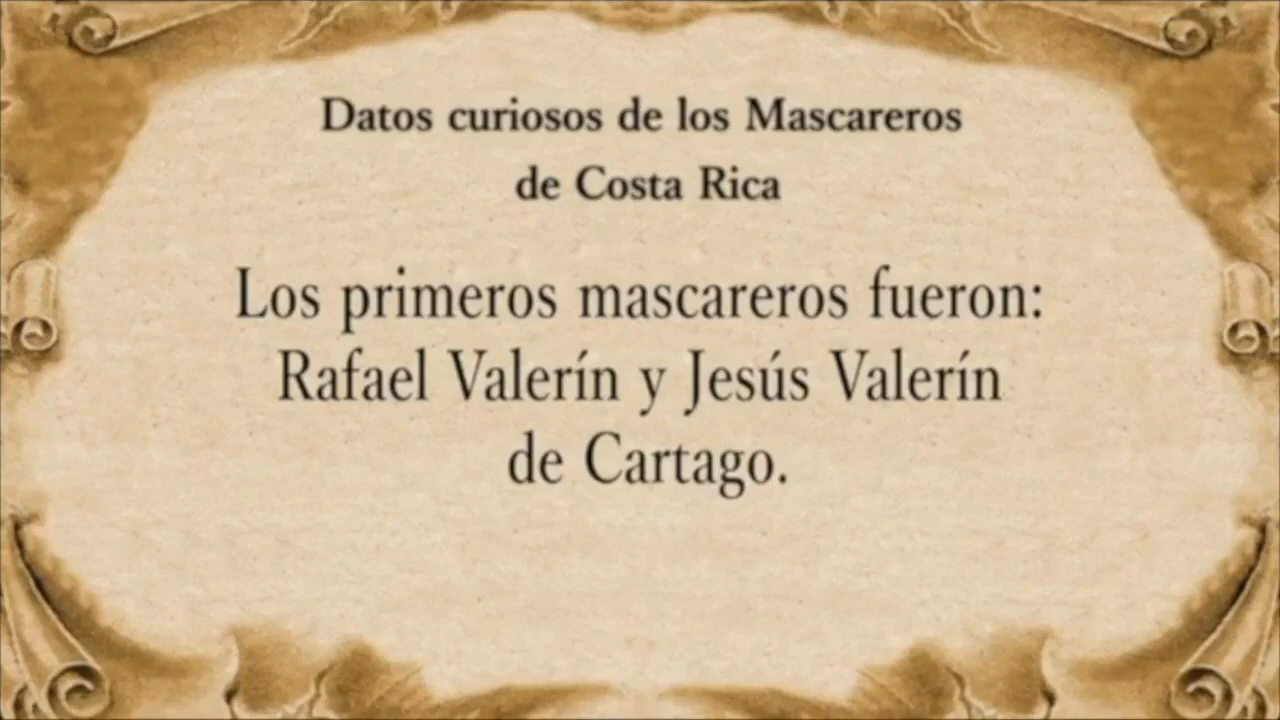 Datos curiosos de los Mascareros
de Costa Rica
Los primeros mascareros fueron:
Rafael Valerín y Jesús Valerín
de Cartago.